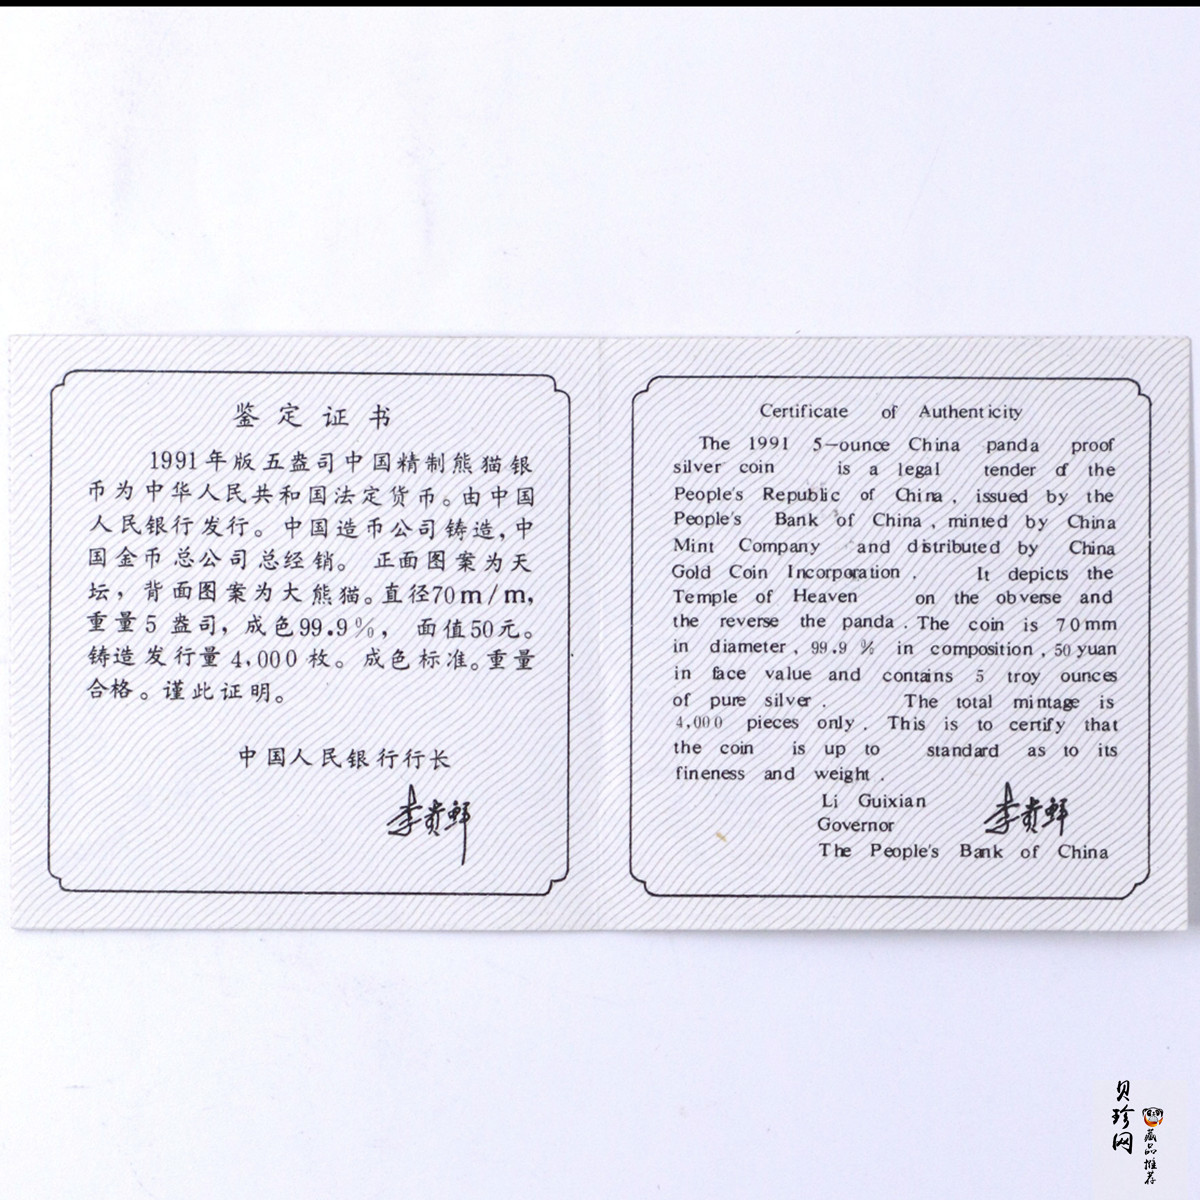 鉴定证书
1991年版五盎司中国精制熊猫银
币为中华人民共和国法定货币。由中国
人民银行发行。中国造币公司铸造,中
国金币总公司总经销。正面图案为天
坛，背面图案为大熊猫。直径70m/m,
重量5盎司，成色99.9%，面值50元。
铸造发行量4,000枚。成色标准。重量
合格。谨此证明。
中国人民银行行长
李贵鲜
Certificate of Authenticity
The 1991 5-ounce China panda proof
silver coin is a legal tender of the
People's Republic of China, issued by the
People's Bank of China, minted by China
Mint Company and distributed by China
Gold Coin Incorporation. It depicts the
Temple of Heaven on the obverse and
the reverse the panda. The coin is 70mm
in diameter, 99.9 % in composition, 50 yuan
in face value and contains 5 troy ounces
of pure silver. The total mintage is
4,000 pieces only. This is to certify that
the coin is up to standard as to its
fineness and weight.
Li Guixian 李贵鲜
Governor
The People's Bank of China
贝珍网
藏品推荐